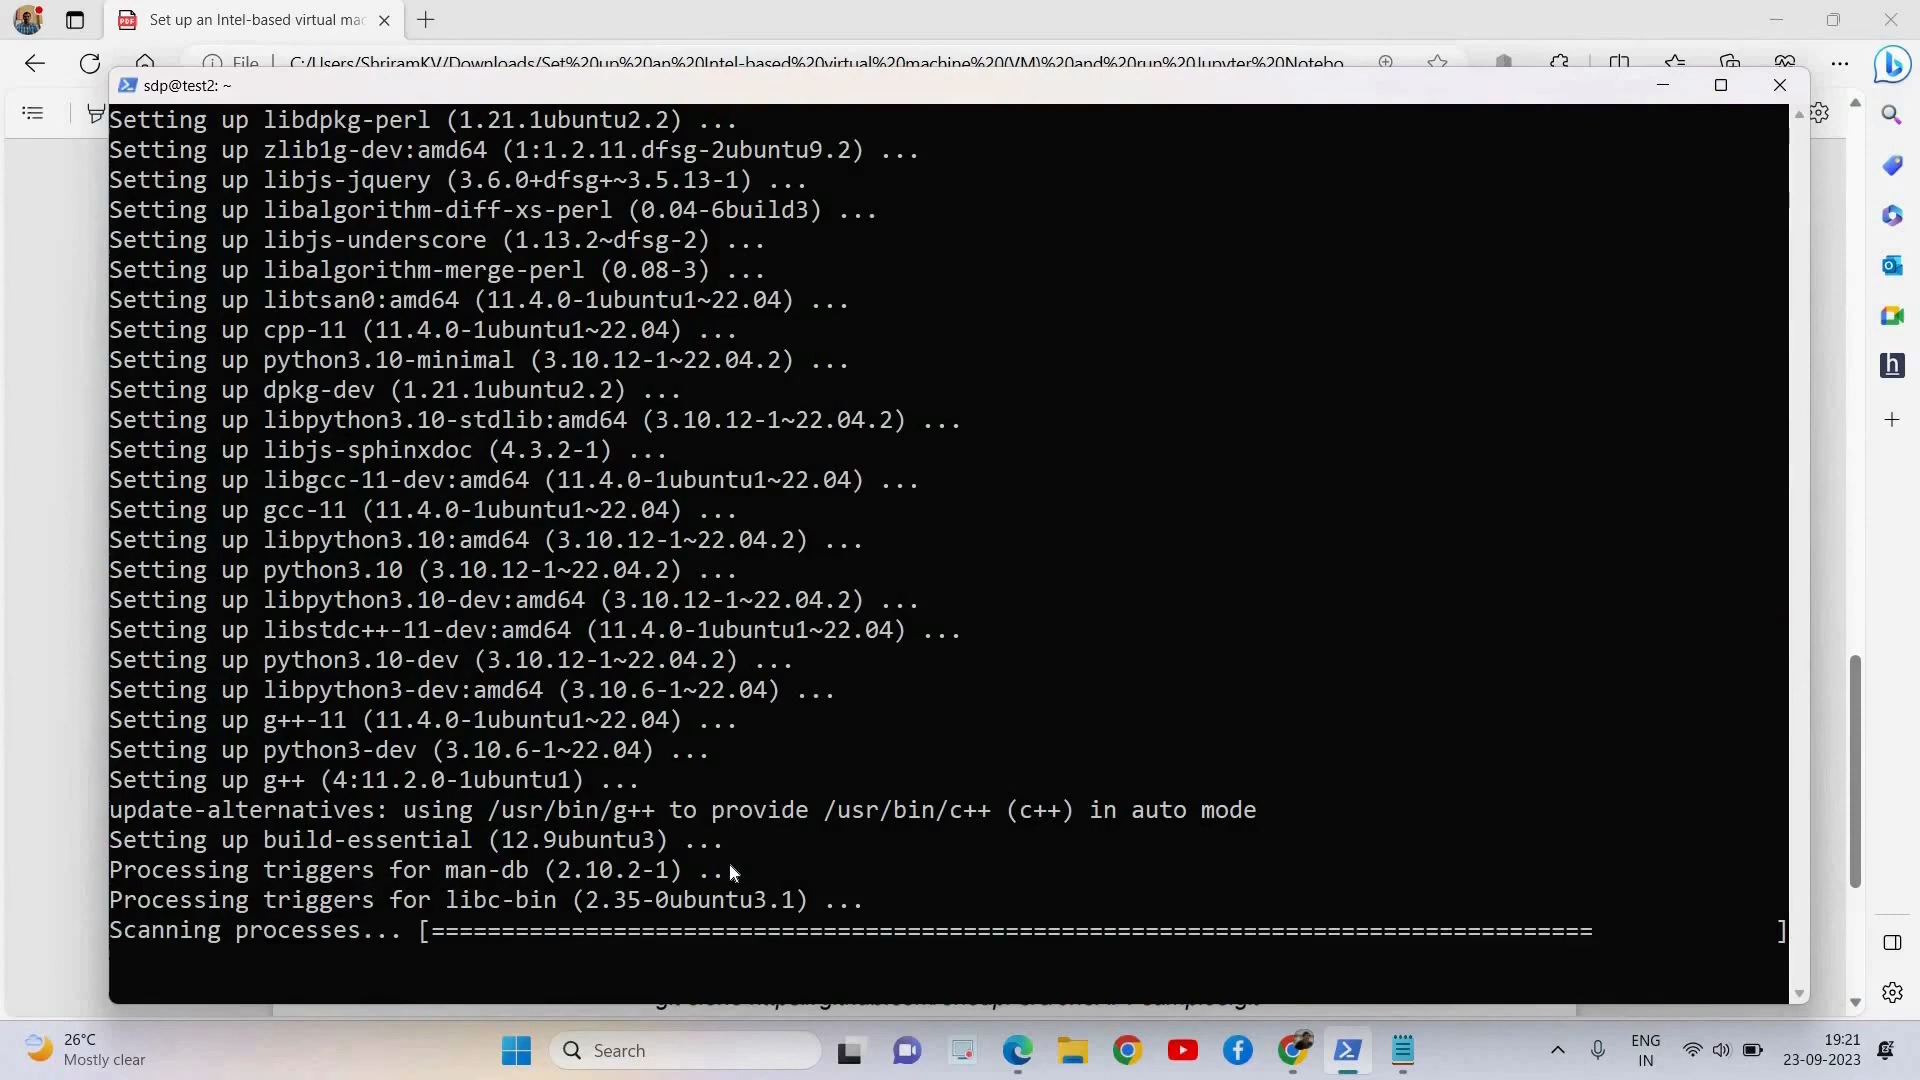 Set up an Intel-based virtual mac
File
C:/Users/ShriramKV/Downloads/Set%20up%20an%20Intel-based%20virtual%20machine%20(VM)%20and%20run%20Jupyter%20Notebo
sdp@test2: ~
Setting up libdpkg-perl (1.21.1ubuntu2.2) ...
Setting up zlib1g-dev:amd64 (1:1.2.11.dfsg-2ubuntu9.2) ...
Setting up libjs-jquery (3.6.0+dfsg+~3.5.13-1) ...
Setting up libalgorithm-diff-xs-perl (0.04-6build3) ...
Setting up libjs-underscore (1.13.2~dfsg-2) ...
Setting up libalgorithm-merge-perl (0.08-3) ...
Setting up libtsan0:amd64 (11.4.0-1ubuntu1~22.04) ...
Setting up cpp-11 (11.4.0-1ubuntu1~22.04) ...
Setting up python3.10-minimal (3.10.12-1~22.04.2) ...
Setting up dpkg-dev (1.21.1ubuntu2.2) ...
Setting up libpython3.10-stdlib:amd64 (3.10.12-1~22.04.2) ...
Setting up libjs-sphinxdoc (4.3.2-1) ...
Setting up libgcc-11-dev:amd64 (11.4.0-1ubuntu1~22.04) ...
Setting up gcc-11 (11.4.0-1ubuntu1~22.04) ...
Setting up libpython3.10:amd64 (3.10.12-1~22.04.2) ...
Setting up python3.10 (3.10.12-1~22.04.2) ...
Setting up libpython3.10-dev:amd64 (3.10.12-1~22.04.2) ...
Setting up libstdc++-11-dev:amd64 (11.4.0-1ubuntu1~22.04) ...
Setting up python3.10-dev (3.10.12-1~22.04.2) ...
Setting up libpython3-dev:amd64 (3.10.6-1~22.04) ...
Setting up g++-11 (11.4.0-1ubuntu1~22.04) ...
Setting up python3-dev (3.10.6-1~22.04) ...
Setting up g++ (4:11.2.0-1ubuntu1) ...
update-alternatives: using /usr/bin/g++ to provide /usr/bin/c++ (c++) in auto mode
Setting up build-essential (12.9ubuntu3) ...
Processing triggers for man-db (2.10.2-1) ...
Processing triggers for libc-bin (2.35-0ubuntu3.1) ...
Scanning processes... [=================================================================================== ]
26°C
Mostly clear
Search
ENG
IN
19:21
23-09-2023